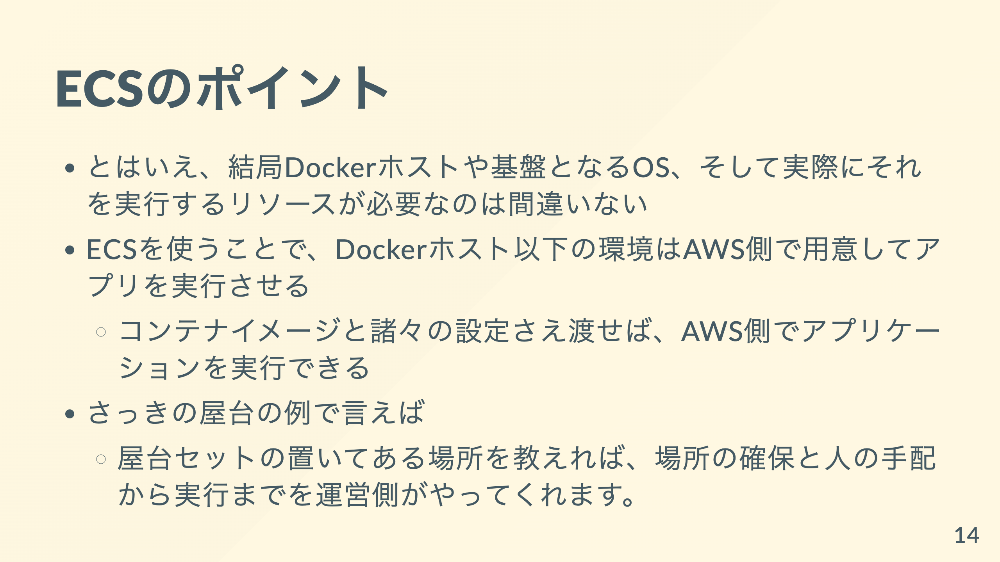 ECSのポイント
• とはいえ、結局Dockerホストや基盤となるOS、そして実際にそれ
を実行するリソースが必要なのは間違いない
• ECSを使うことで、Dockerホスト以下の環境はAWS側で用意してア
プリを実行させる
○ コンテナイメージと諸々の設定さえ渡せば、AWS側でアプリケー
ションを実行できる
• さっきの屋台の例で言えば
○ 屋台セットの置いてある場所を教えれば、場所の確保と人の手配
から実行までを運営側がやってくれます。
14